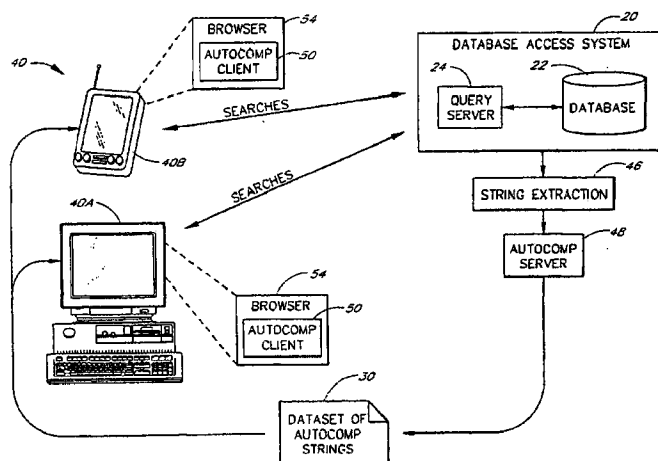 40
BROWSER
54
AUTOCOMP
CLIENT
50
40B
SEARCHES
SEARCHES
20
DATABASE ACCESS SYSTEM
24
22
QUERY
SERVER
DATABASE
46
STRING EXTRACTION
48
AUTOCOMP
SERVER
40A
54
BROWSER
50
AUTOCOMP
CLIENT
30
DATASET OF
AUTOCOMP
STRINGS